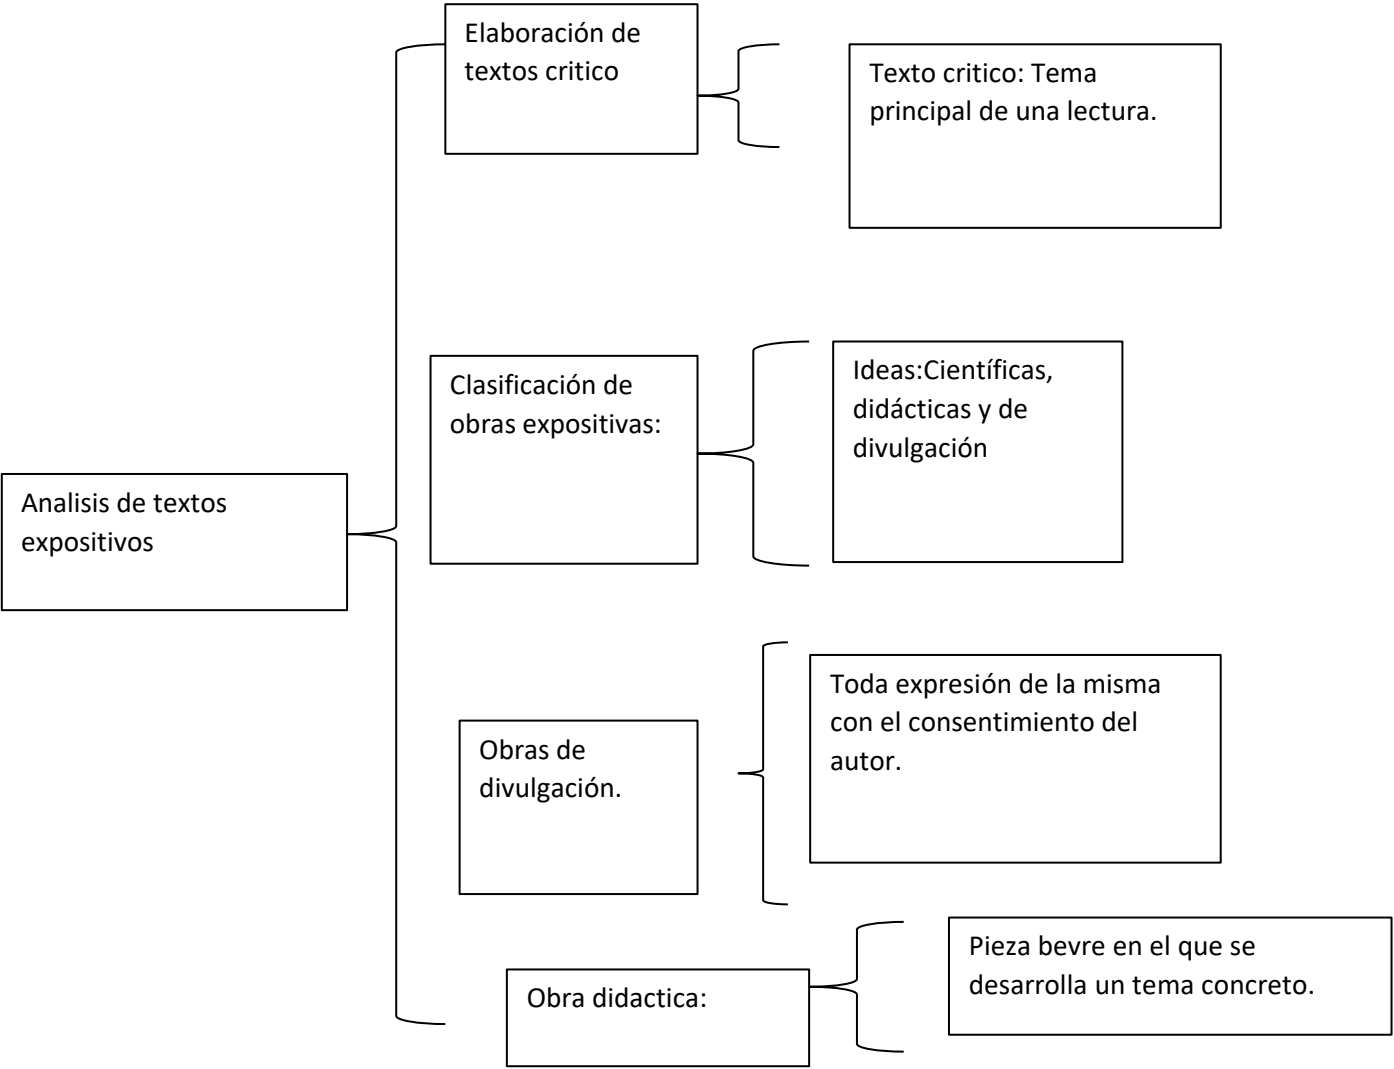 Elaboración de
textos critico
Texto critico: Tema
principal de una lectura.
Clasificación de
obras expositivas:
Ideas:Científicas,
didácticas y de
divulgación
Analisis de textos
expositivos
Obras de
divulgación.
Toda expresión de la misma
con el consentimiento del
autor.
Obra didactica:
Pieza bevre en el que se
desarrolla un tema concreto.